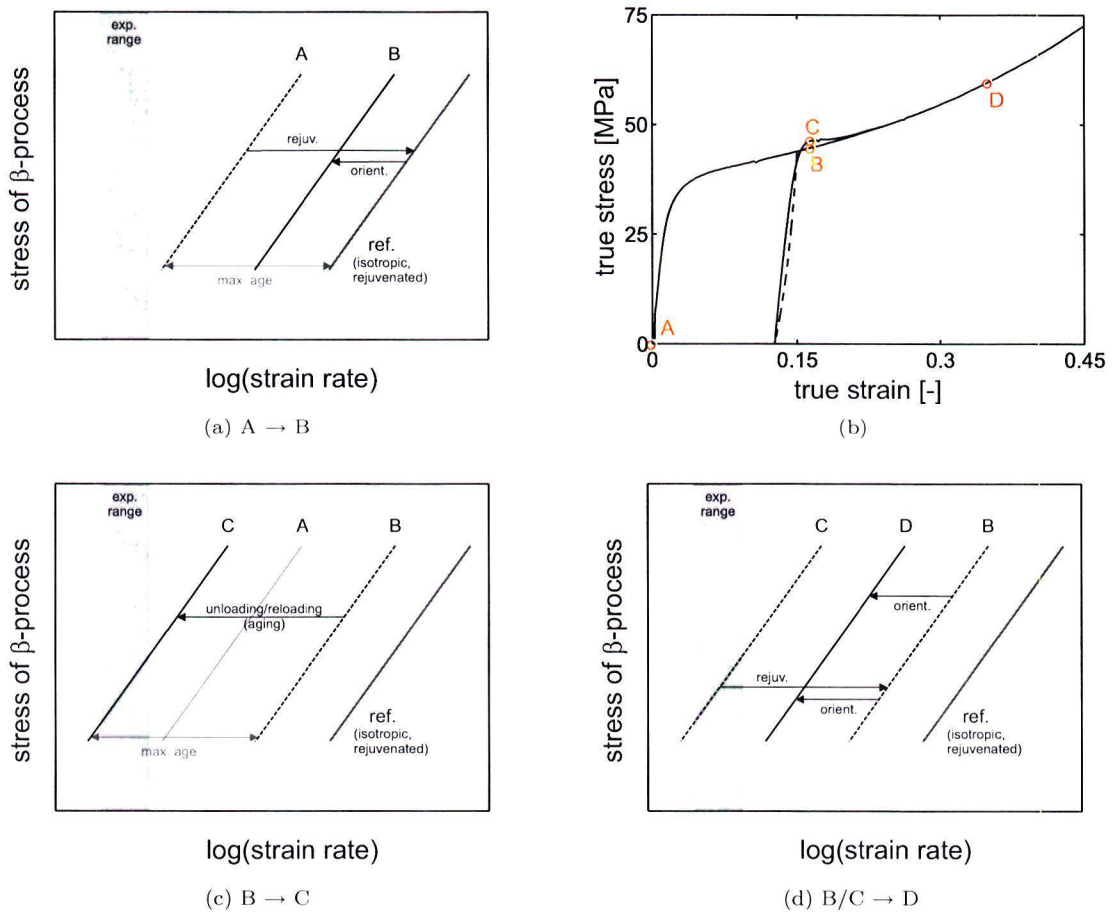 exp.
range
A
B
rejuv.
orient.
ref.
(isotropic,
rejuvenated)
max. age
stress of β-process
log(strain rate)
(a) A → B
75
50
25
0
A
C
B
D
0
0.15
0.3
0.45
true stress [MPa]
true strain [-]
(b)
exp.
range
C
A
B
unloading/reloading
(aging)
ref.
(isotropic,
rejuvenated)
max. age
stress of β-process
log(strain rate)
(c) B → C
exp.
range
C
D
B
orient.
rejuv.
orient.
ref.
(isotropic,
rejuvenated)
stress of β-process
log(strain rate)
(d) B/C → D